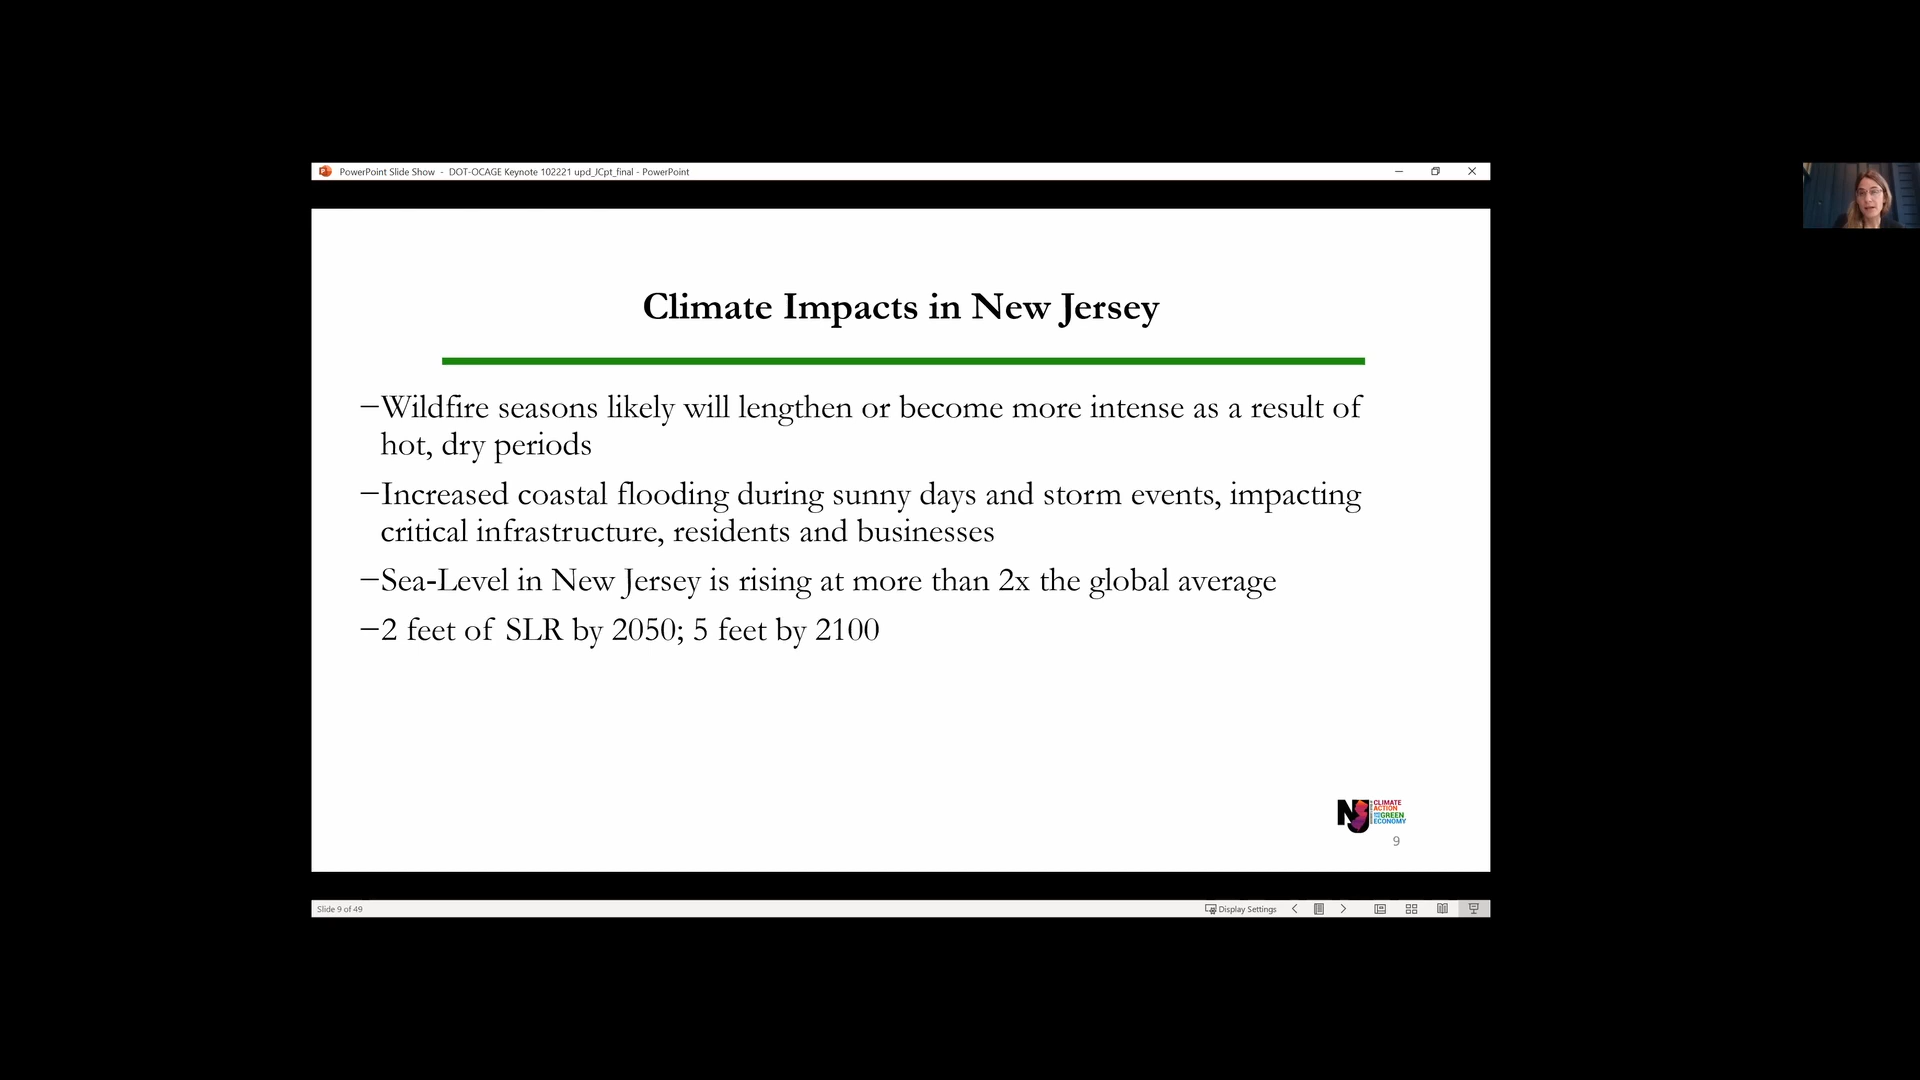 PowerPoint Slide Show - DOT-OCAGE Keynote 102221 upd_JCpt_final - PowerPoint
Climate Impacts in New Jersey
–Wildfire seasons likely will lengthen or become more intense as a result of
hot, dry periods
–Increased coastal flooding during sunny days and storm events, impacting
critical infrastructure, residents and businesses
–Sea-Level in New Jersey is rising at more than 2x the global average
–2 feet of SLR by 2050; 5 feet by 2100
NJ
CLIMATE
ACTION
GREEN
ECONOMY
9
Slide 9 of 49
Display Settings